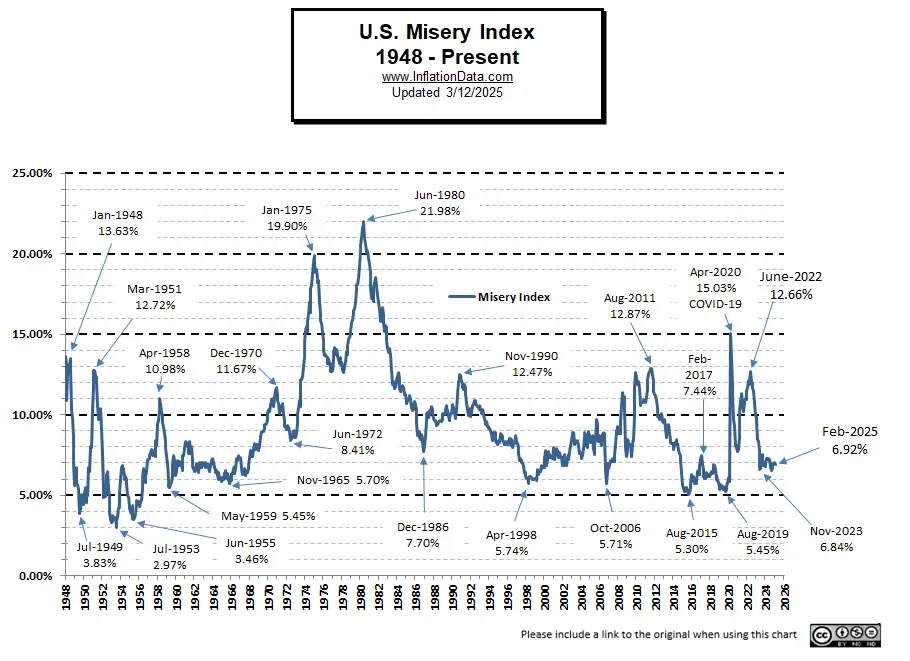 U.S. Misery Index
1948 - Present
www.InflationData.com
Updated 3/12/2025
25.00%
20.00%
15.00%
10.00%
5.00%
0.00%
Jan-1948
13.63%
Mar-1951
12.72%
Apr-1958
10.98%
Dec-1970
11.67%
Jan-1975
19.90%
Jun-1980
21.98%
Misery Index
Nov-1990
12.47%
Aug-2011
12.87%
Apr-2020
15.03%
COVID-19
June-2022
12.66%
Feb-
2017
7.44%
Feb-2025
6.92%
Jun-1972
8.41%
Nov-1965 5.70%
May-1959 5.45%
Jul-1949
3.83%
Jul-1953
2.97%
Jun-1955
3.46%
Dec-1986
7.70%
Apr-1998
5.74%
Oct-2006
5.71%
Aug-2015
5.30%
Aug-2019
5.45%
Nov-2023
6.84%
1948
1950
1952
1954
1956
1958
1960
1962
1964
1966
1968
1970
1972
1974
1976
1978
1980
1982
1984
1986
1988
1990
1992
1994
1996
1998
2000
2002
2004
2006
2008
2010
2012
2014
2016
2018
2020
2022
2024
2026
Please include a link to the original when using this chart
cc
BY NC ND